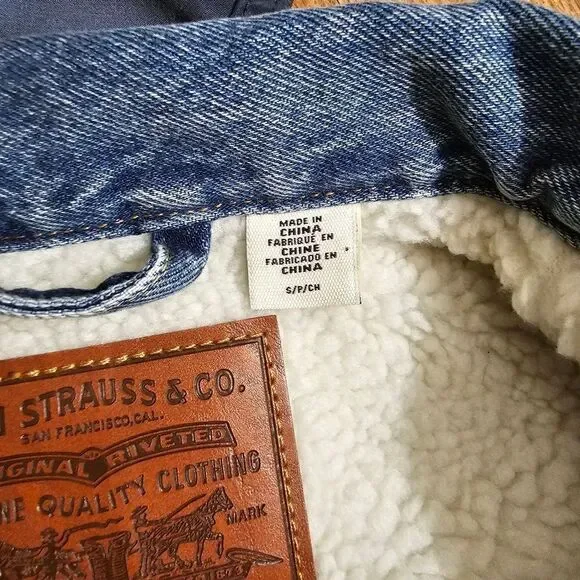 MADE IN
CHINA
FABRIQUÉ EN
CHINE
FABRICADO EN
CHINA
S/P/CH
STRAUSS & CO.
SAN FRANCISCO, CAL.
RIVETED
QUALITY CLOTHING
MARK